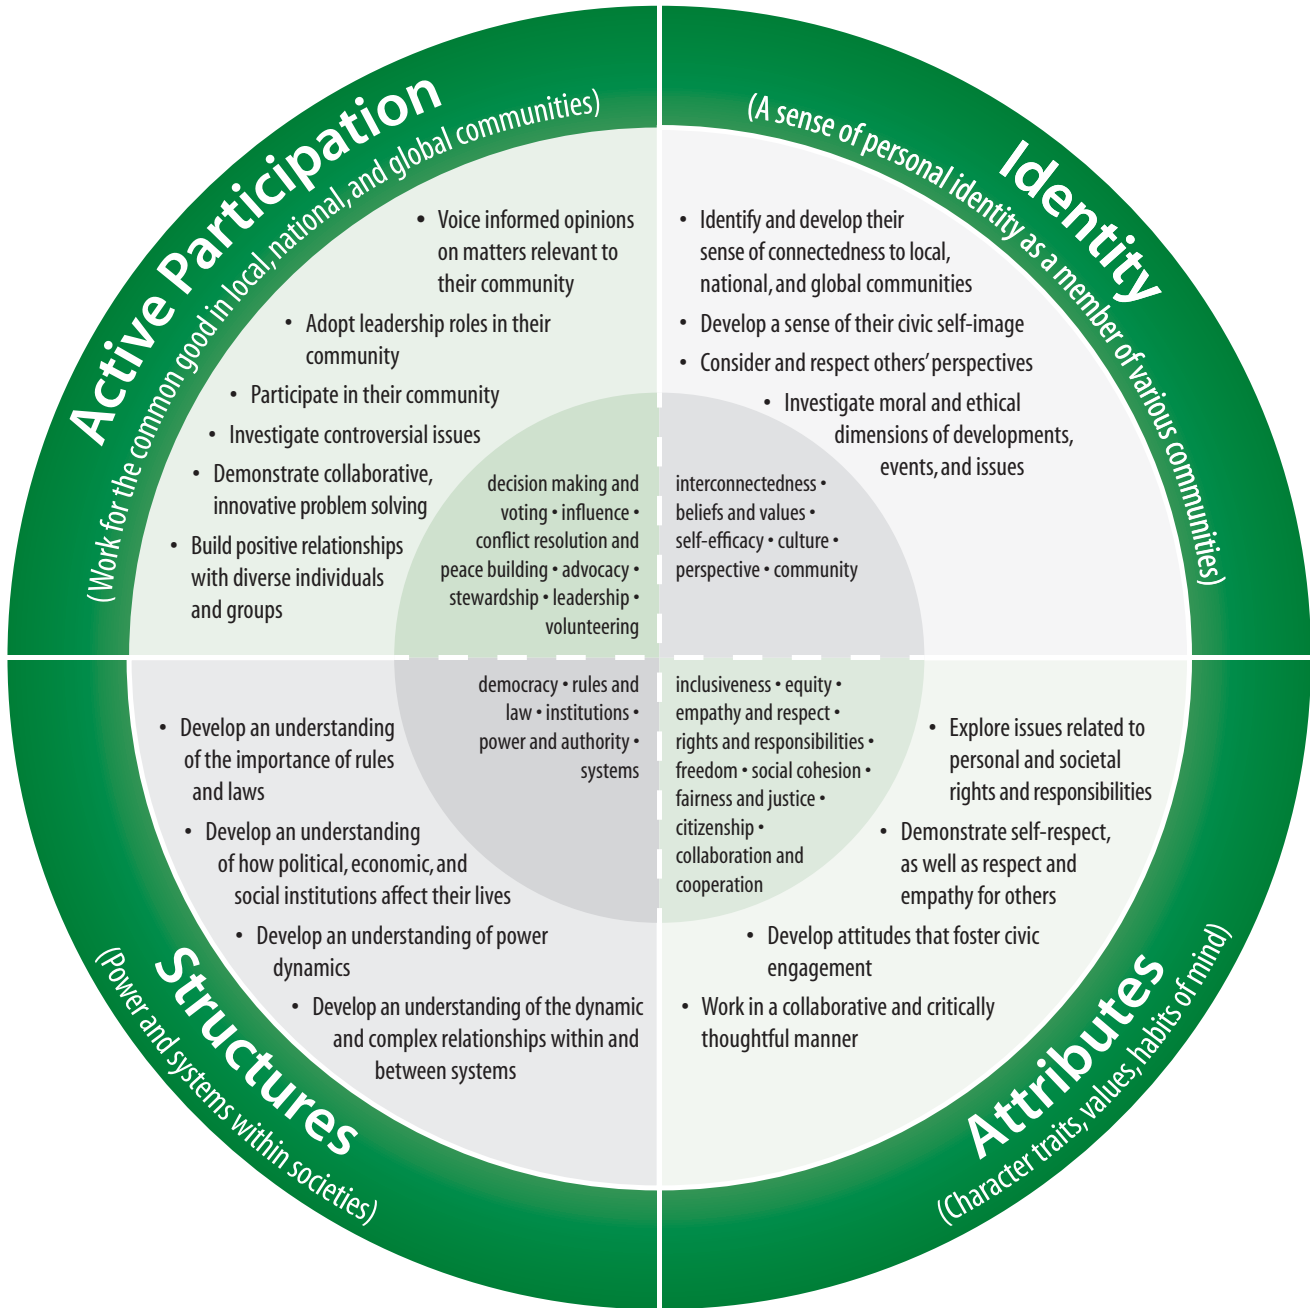 Active Participation
(Work for the common good in local, national, and global communities)
• Voice informed opinions
on matters relevant to
their community
• Adopt leadership roles in their
community
• Participate in their community
• Investigate controversial issues
• Demonstrate collaborative,
innovative problem solving
• Build positive relationships
with diverse individuals
and groups
decision making and
voting • influence •
conflict resolution and
peace building • advocacy •
stewardship • leadership •
volunteering
Identity
(A sense of personal identity as a member of various communities)
• Identify and develop their
sense of connectedness to local,
national, and global communities
• Develop a sense of their civic self-image
• Consider and respect others' perspectives
• Investigate moral and ethical
dimensions of developments,
events, and issues
interconnectedness •
beliefs and values •
self-efficacy • culture •
perspective • community
Structures
(Power and systems within societies)
• Develop an understanding
of the importance of rules
and laws
• Develop an understanding
of how political, economic, and
social institutions affect their lives
• Develop an understanding of power
dynamics
• Develop an understanding of the dynamic
and complex relationships within and
between systems
democracy • rules and
law • institutions •
power and authority •
systems
Attributes
(Character traits, values, habits of mind)
inclusiveness • equity •
empathy and respect •
rights and responsibilities •
freedom • social cohesion •
fairness and justice •
citizenship •
collaboration and
cooperation
• Explore issues related to
personal and societal
rights and responsibilities
• Demonstrate self-respect,
as well as respect and
empathy for others
• Develop attitudes that foster civic
engagement
• Work in a collaborative and critically
thoughtful manner